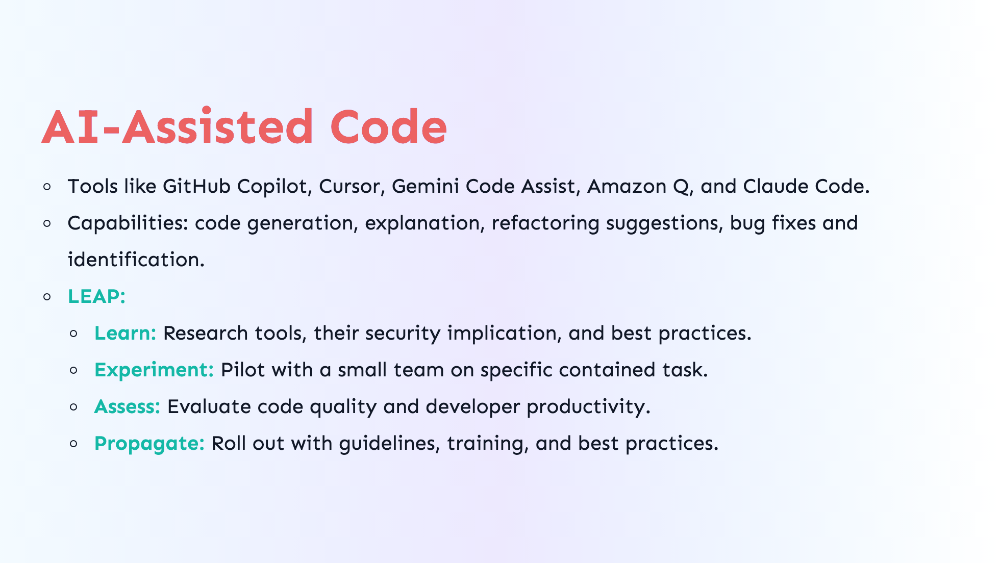 AI-Assisted Code
Tools like GitHub Copilot, Cursor, Gemini Code Assist, Amazon Q, and Claude Code.
Capabilities: code generation, explanation, refactoring suggestions, bug fixes and
identification.
LEAP:
Learn: Research tools, their security implication, and best practices.
Experiment: Pilot with a small team on specific contained task.
Assess: Evaluate code quality and developer productivity.
Propagate: Roll out with guidelines, training, and best practices.